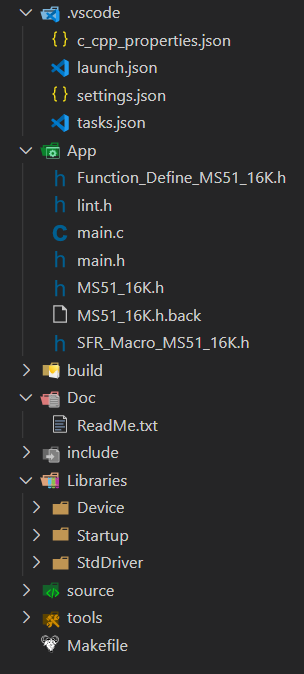 .vscode
{} c_cpp_properties.json
launch.json
{} settings.json
tasks.json
App
h Function_Define_MS51_16K.h
h lint.h
C main.c
h main.h
h MS51_16K.h
MS51_16K.h.back
h SFR_Macro_MS51_16K.h
build
Doc
ReadMe.txt
include
Libraries
Device
Startup
StdDriver
source
tools
Makefile